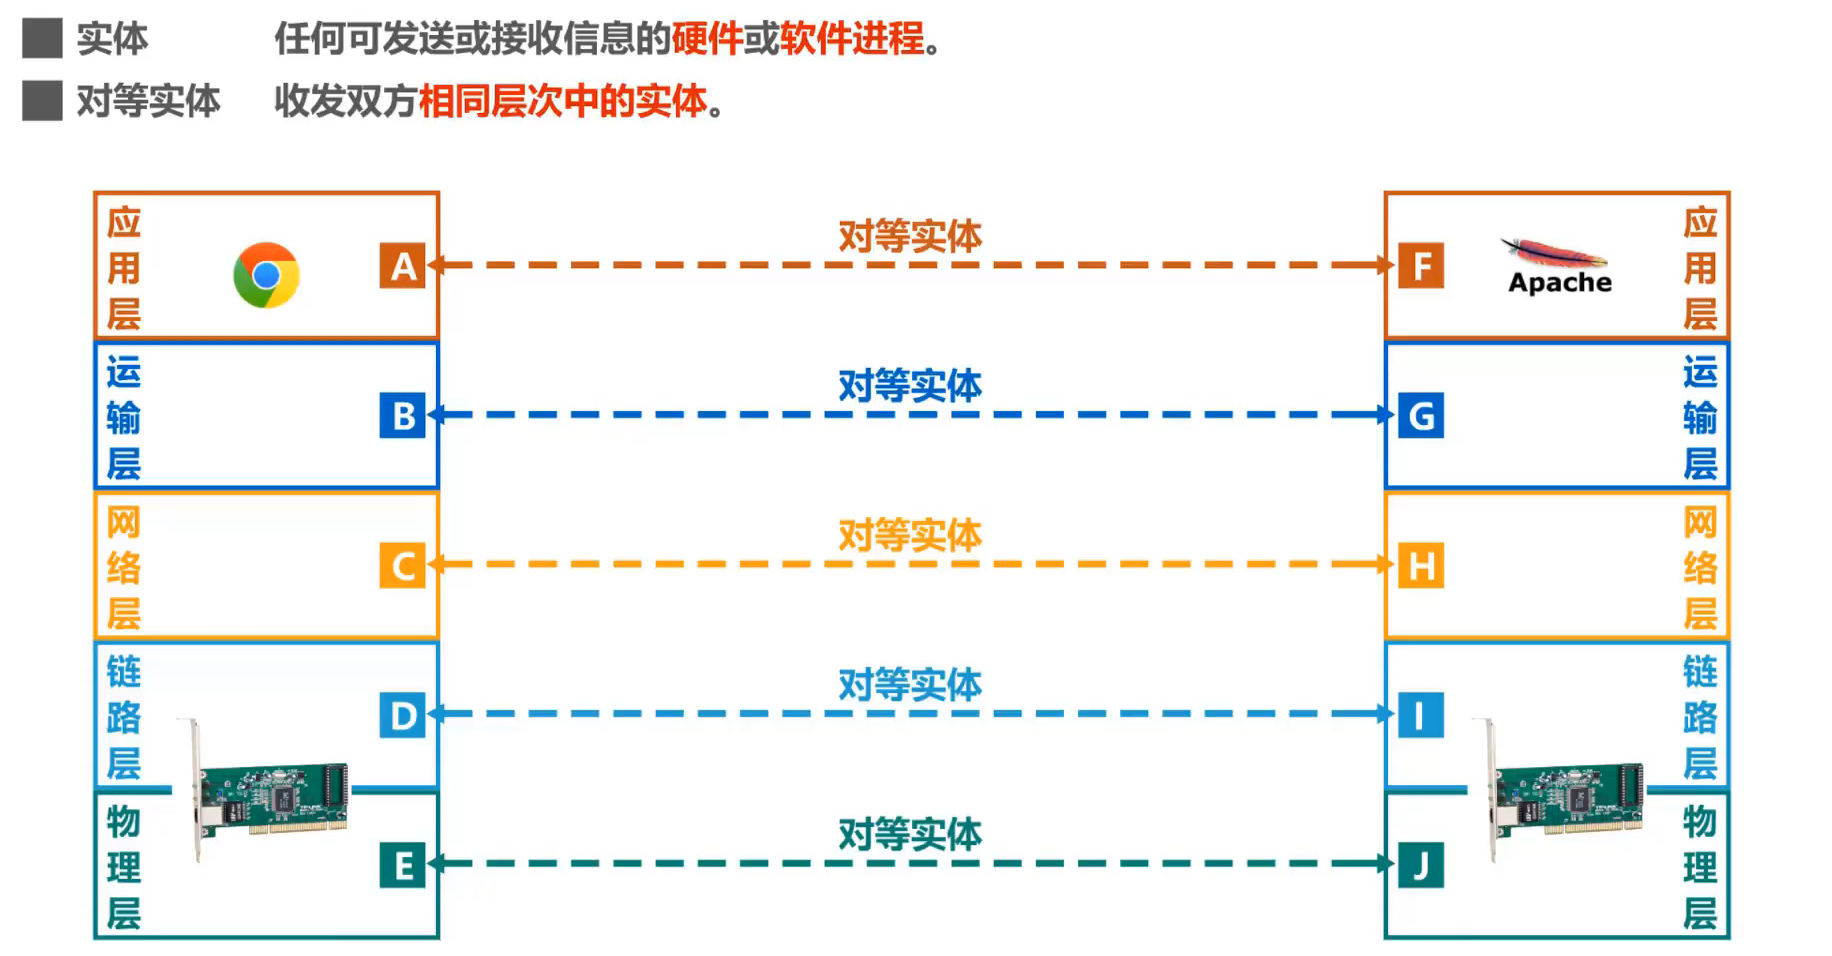 实体 任何可发送或接收信息的硬件或软件进程。
对等实体 收发双方相同层次中的实体。
应用层 A 对等实体 F Apache 应用层
运输层 B 对等实体 G 运输层
网络层 C 对等实体 H 网络层
链路层 D 对等实体 I 链路层
物理层 E 对等实体 J 物理层